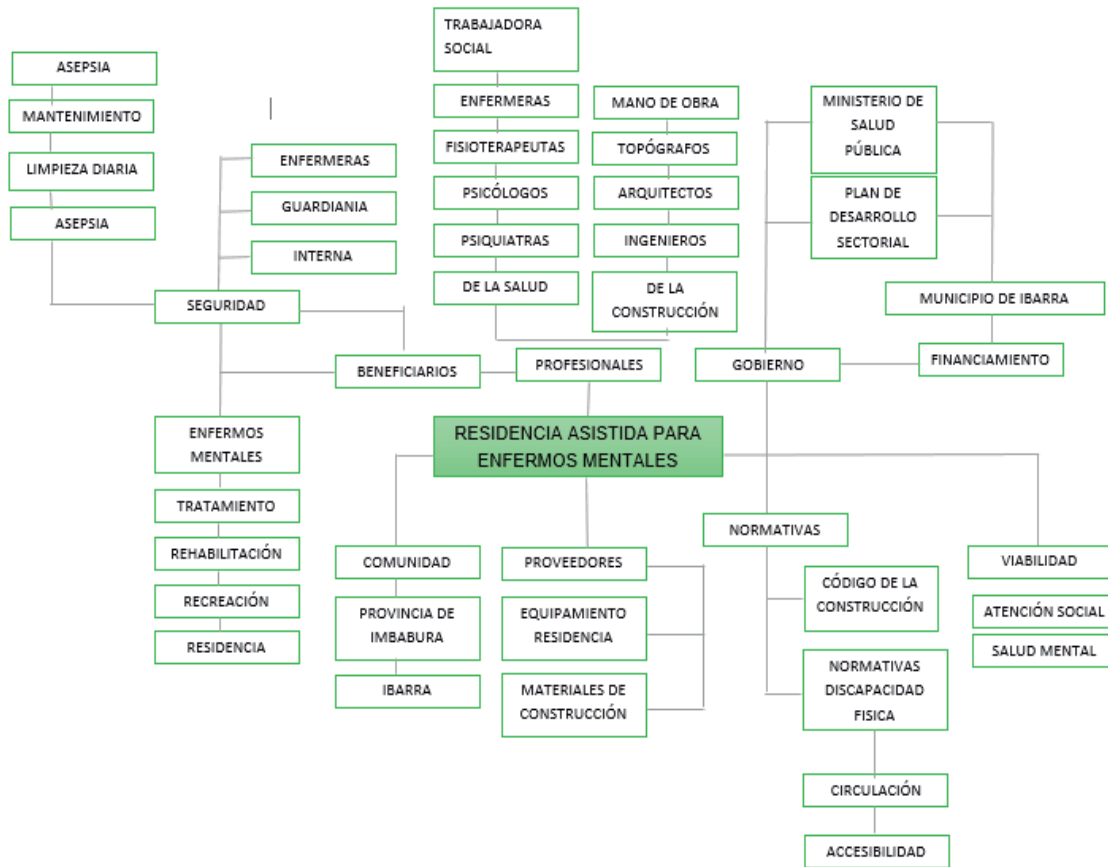 TRABAJADORA
SOCIAL
ASEPSIA
MANTENIMIENTO
LIMPIEZA DIARIA
ASEPSIA
ENFERMERAS
GUARDIANIA
INTERNA
SEGURIDAD
ENFERMERAS
FISIOTERAPEUTAS
PSICÓLOGOS
PSIQUIATRAS
DE LA SALUD
MANO DE OBRA
TOPÓGRAFOS
ARQUITECTOS
INGENIEROS
DE LA
CONSTRUCCIÓN
MINISTERIO DE
SALUD
PÚBLICA
PLAN DE
DESARROLLO
SECTORIAL
MUNICIPIO DE IBARRA
FINANCIAMIENTO
GOBIERNO
PROFESIONALES
BENEFICIARIOS
RESIDENCIA ASISTIDA PARA
ENFERMOS MENTALES
ENFERMOS
MENTALES
TRATAMIENTO
REHABILITACIÓN
RECREACIÓN
RESIDENCIA
COMUNIDAD
PROVINCIA DE
IMBABURA
IBARRA
PROVEEDORES
EQUIPAMIENTO
RESIDENCIA
MATERIALES DE
CONSTRUCCIÓN
NORMATIVAS
CÓDIGO DE LA
CONSTRUCCIÓN
NORMATIVAS
DISCAPACIDAD
FISICA
CIRCULACIÓN
ACCESIBILIDAD
VIABILIDAD
ATENCIÓN SOCIAL
SALUD MENTAL